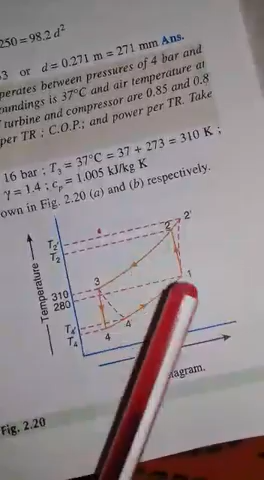 250 = 98.2 d²
3 or d = 0.271 m = 271 mm Ans.
perates between pressures of 4 bar and
oundings is 37°C and air temperature at
turbine and compressor are 0.85 and 0.8
per TR ; C.O.P.; and power per TR. Take
16 bar ; T₃ = 37°C = 37 + 273 = 310 K ;
γ = 1.4 ; cₚ = 1.005 kJ/kg K
own in Fig. 2.20 (a) and (b) respectively.
Temperature
T₂'
T₂
310
280
T₄'
T₄
2 2'
3
1
4 4'
iagram.
Fig. 2.20